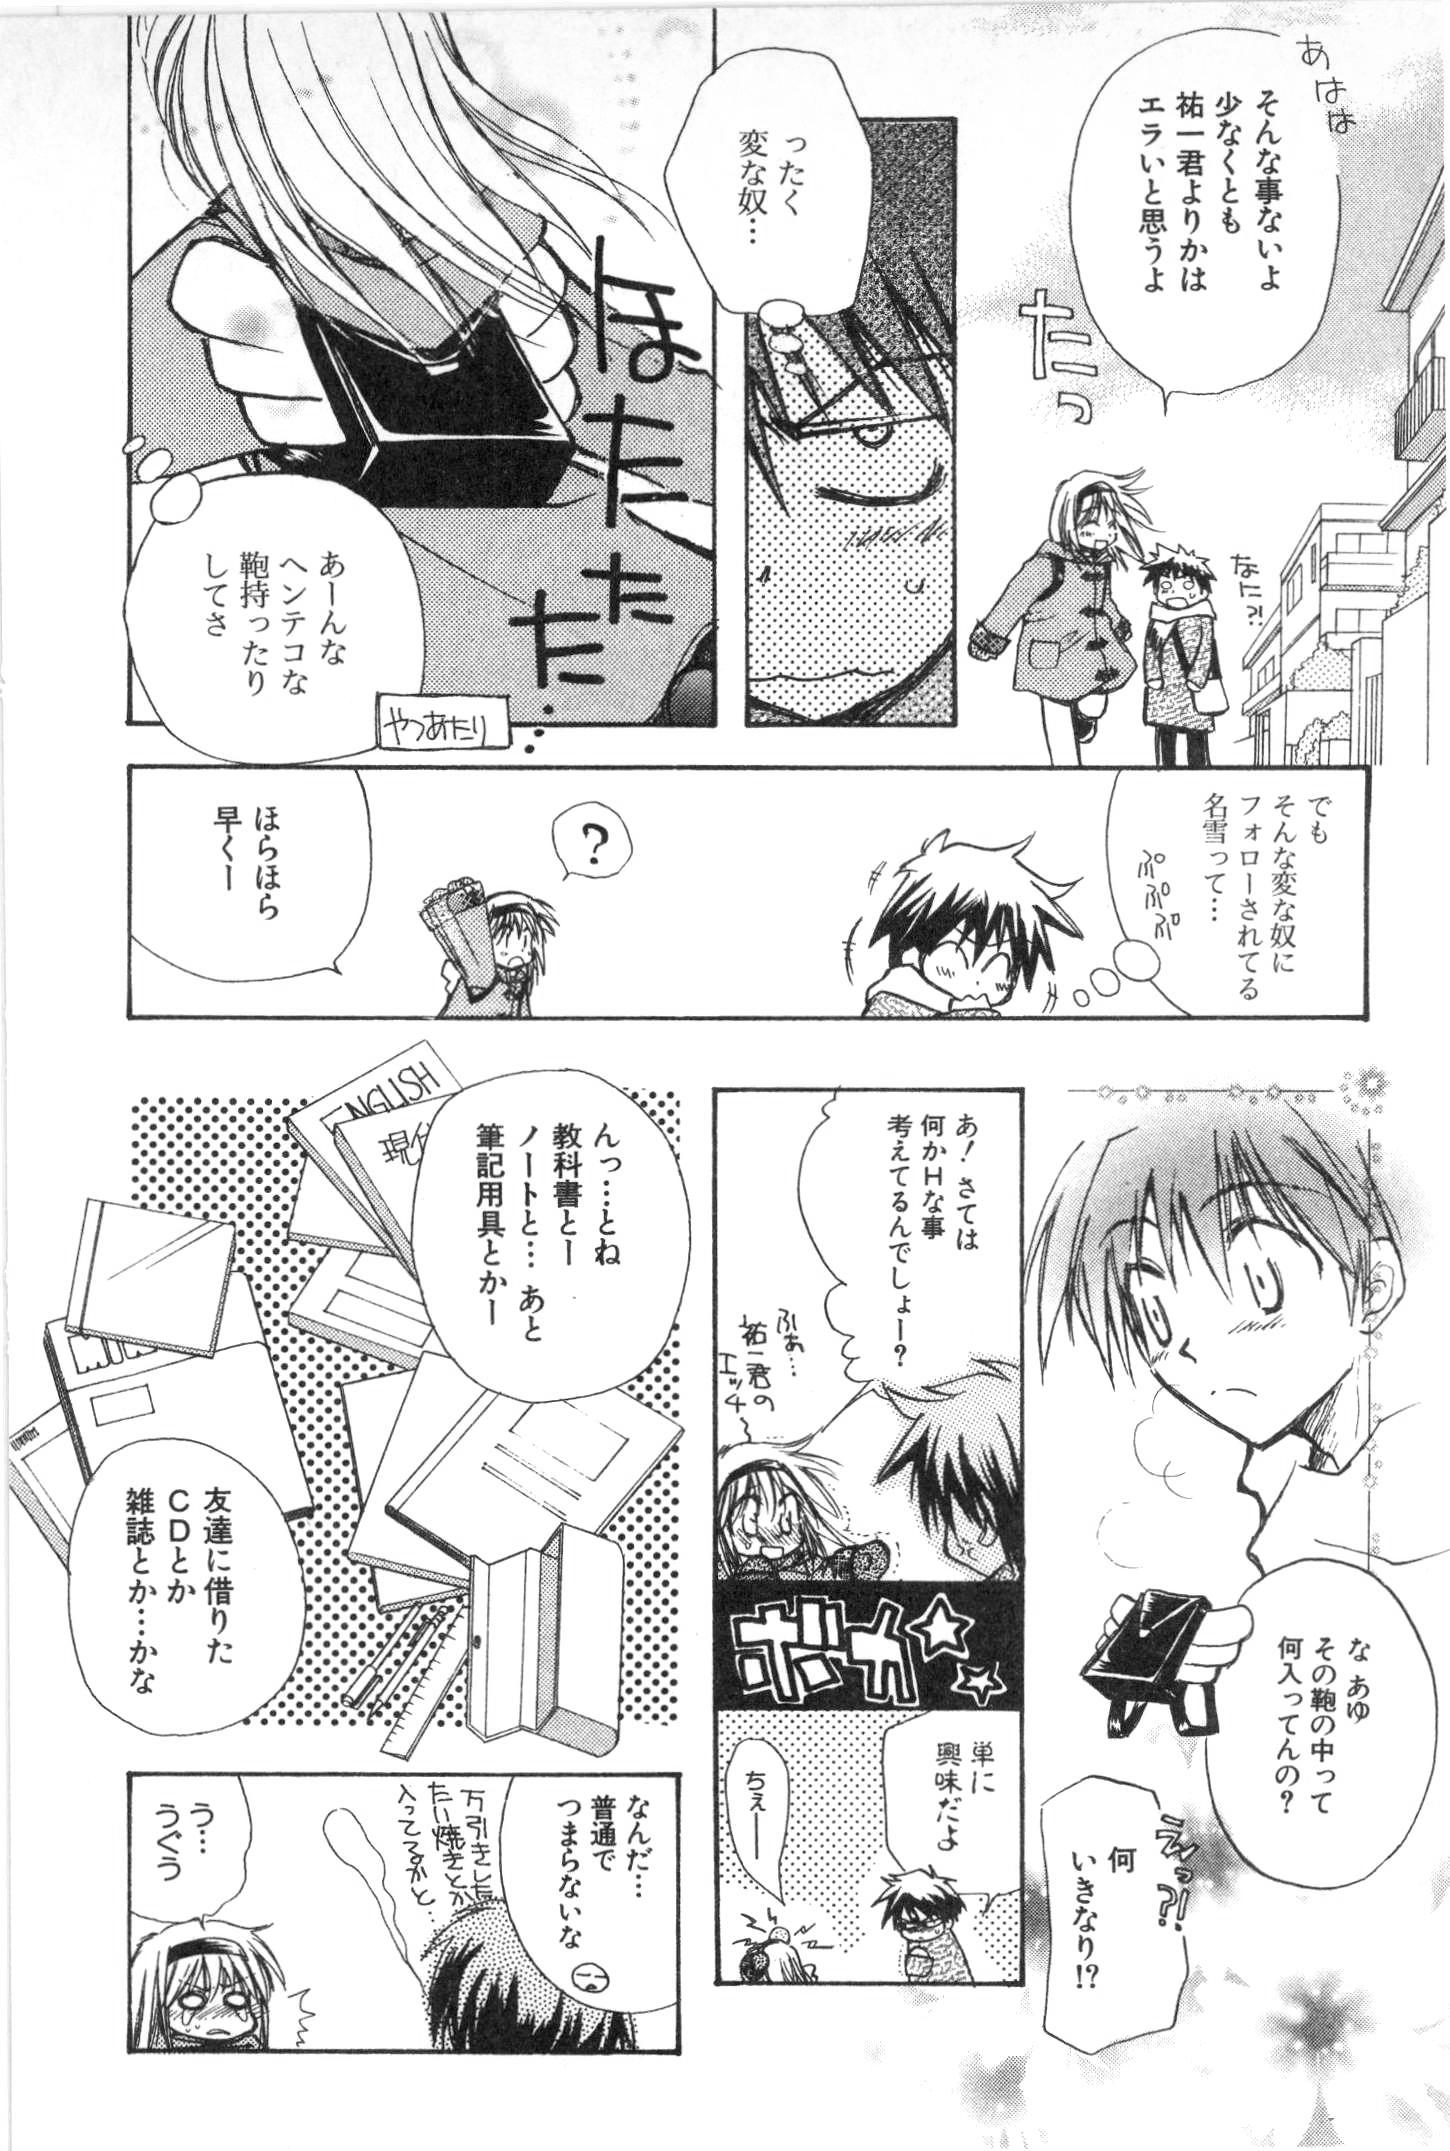 あはは
そんな事ないよ
少なくとも
祐一君よりかは
エラいと思うよ
たっ
なに?!
ったく
変な奴…
ほたたたた…
あーんな
ヘンテコな
鞄持ったり
してさ
やつあたり
でも
そんな変な奴に
フォローされてる
名雪って…
ぷぷぷ
?
ほらほら
早くー
な あゆ
その鞄の中って
何入ってんの?
えっ?!
何
いきなり!?
あ!さては
何かHな事
考えてるんでしょー?
ふぁ…
祐一君の
エッチ〜
ボカ☆☆
単に
興味だよ
ちぇー
んっ…とね
教科書とー
ノートと…あと
筆記用具とかー
ENGLISH
現代
友達に借りた
CDとか
雑誌とか…かな
なんだ…
普通で
つまらないな
万引きした
たい焼きとか
入ってるかと…
う…
うぐう